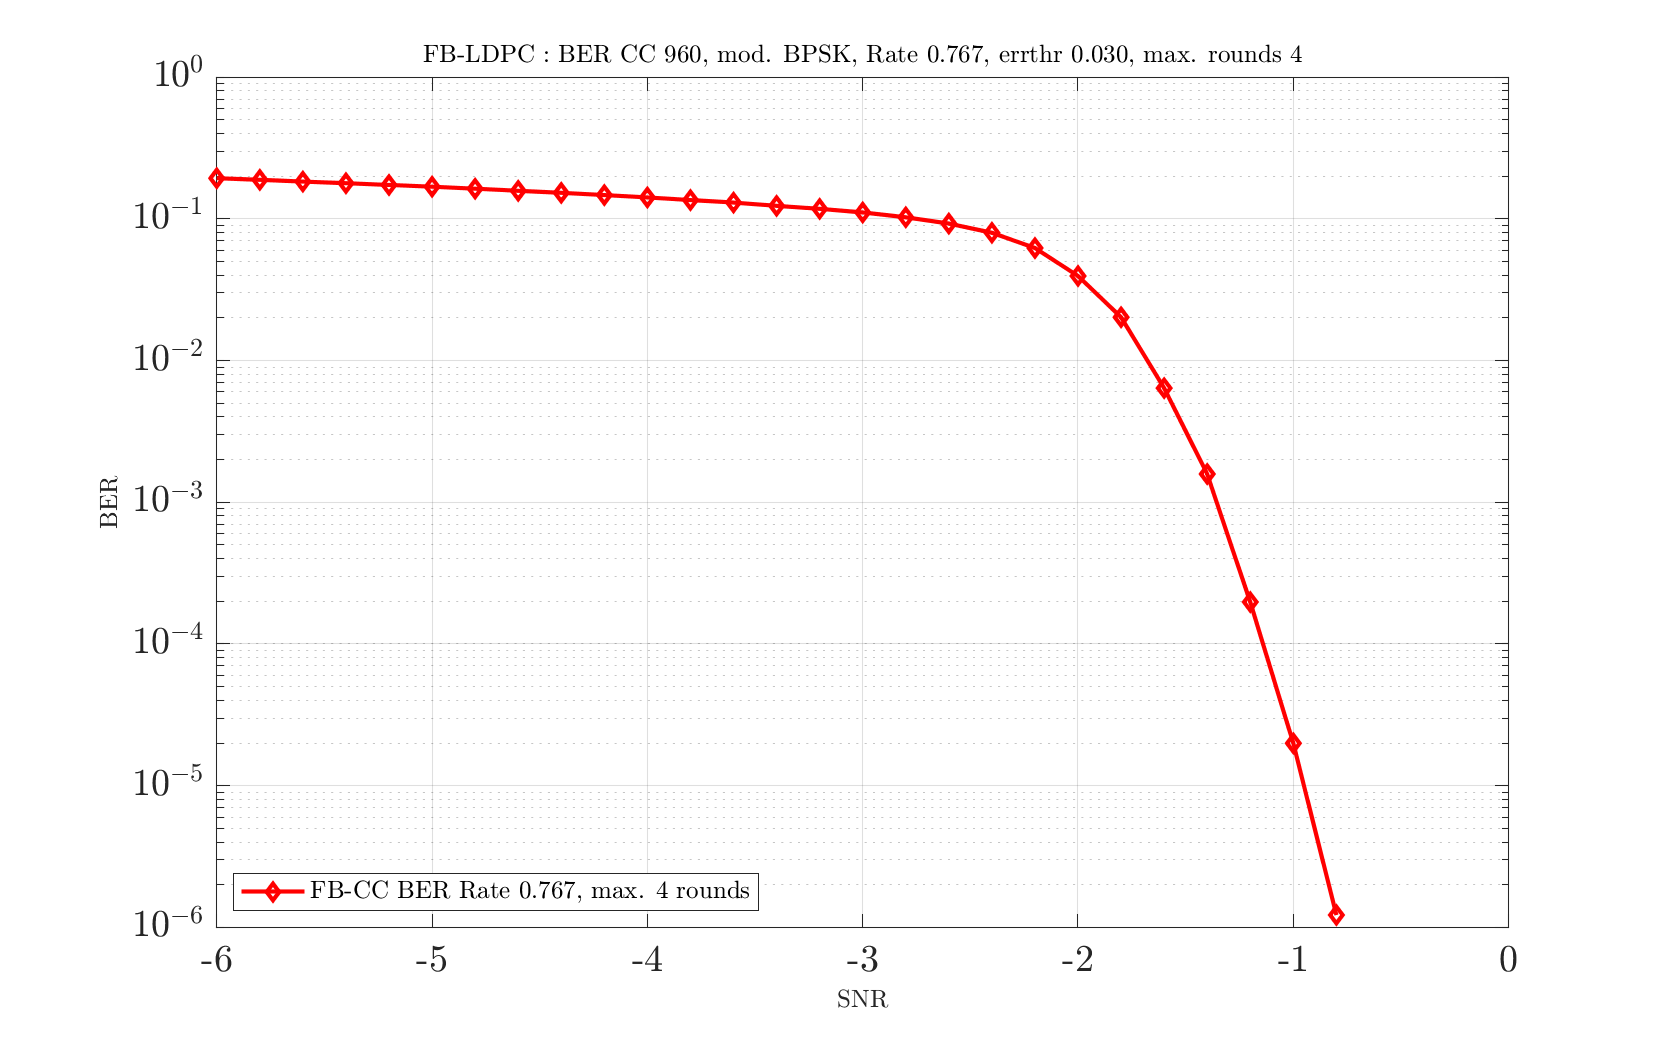 FB-LDPC : BER CC 960, mod. BPSK, Rate 0.767, errthr 0.030, max. rounds 4
10^0
10^-1
10^-2
10^-3
10^-4
10^-5
10^-6
BER
FB-CC BER Rate 0.767, max. 4 rounds
-6 -5 -4 -3 -2 -1 0
SNR